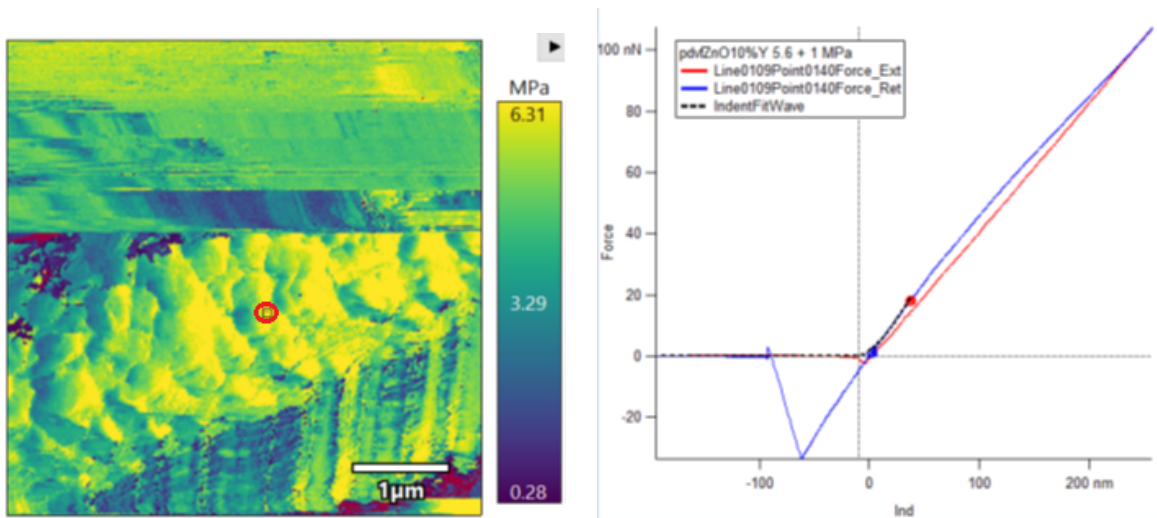 MPa
6.31
3.29
0.28
1μm
100 nN
80
60
40
20
0
-20
Force
pdvfZnO10%Y 5.6 + 1 MPa
Line0109Point0140Force_Ext
Line0109Point0140Force_Ret
IndentFitWave
-100
0
100
200 nm
Ind